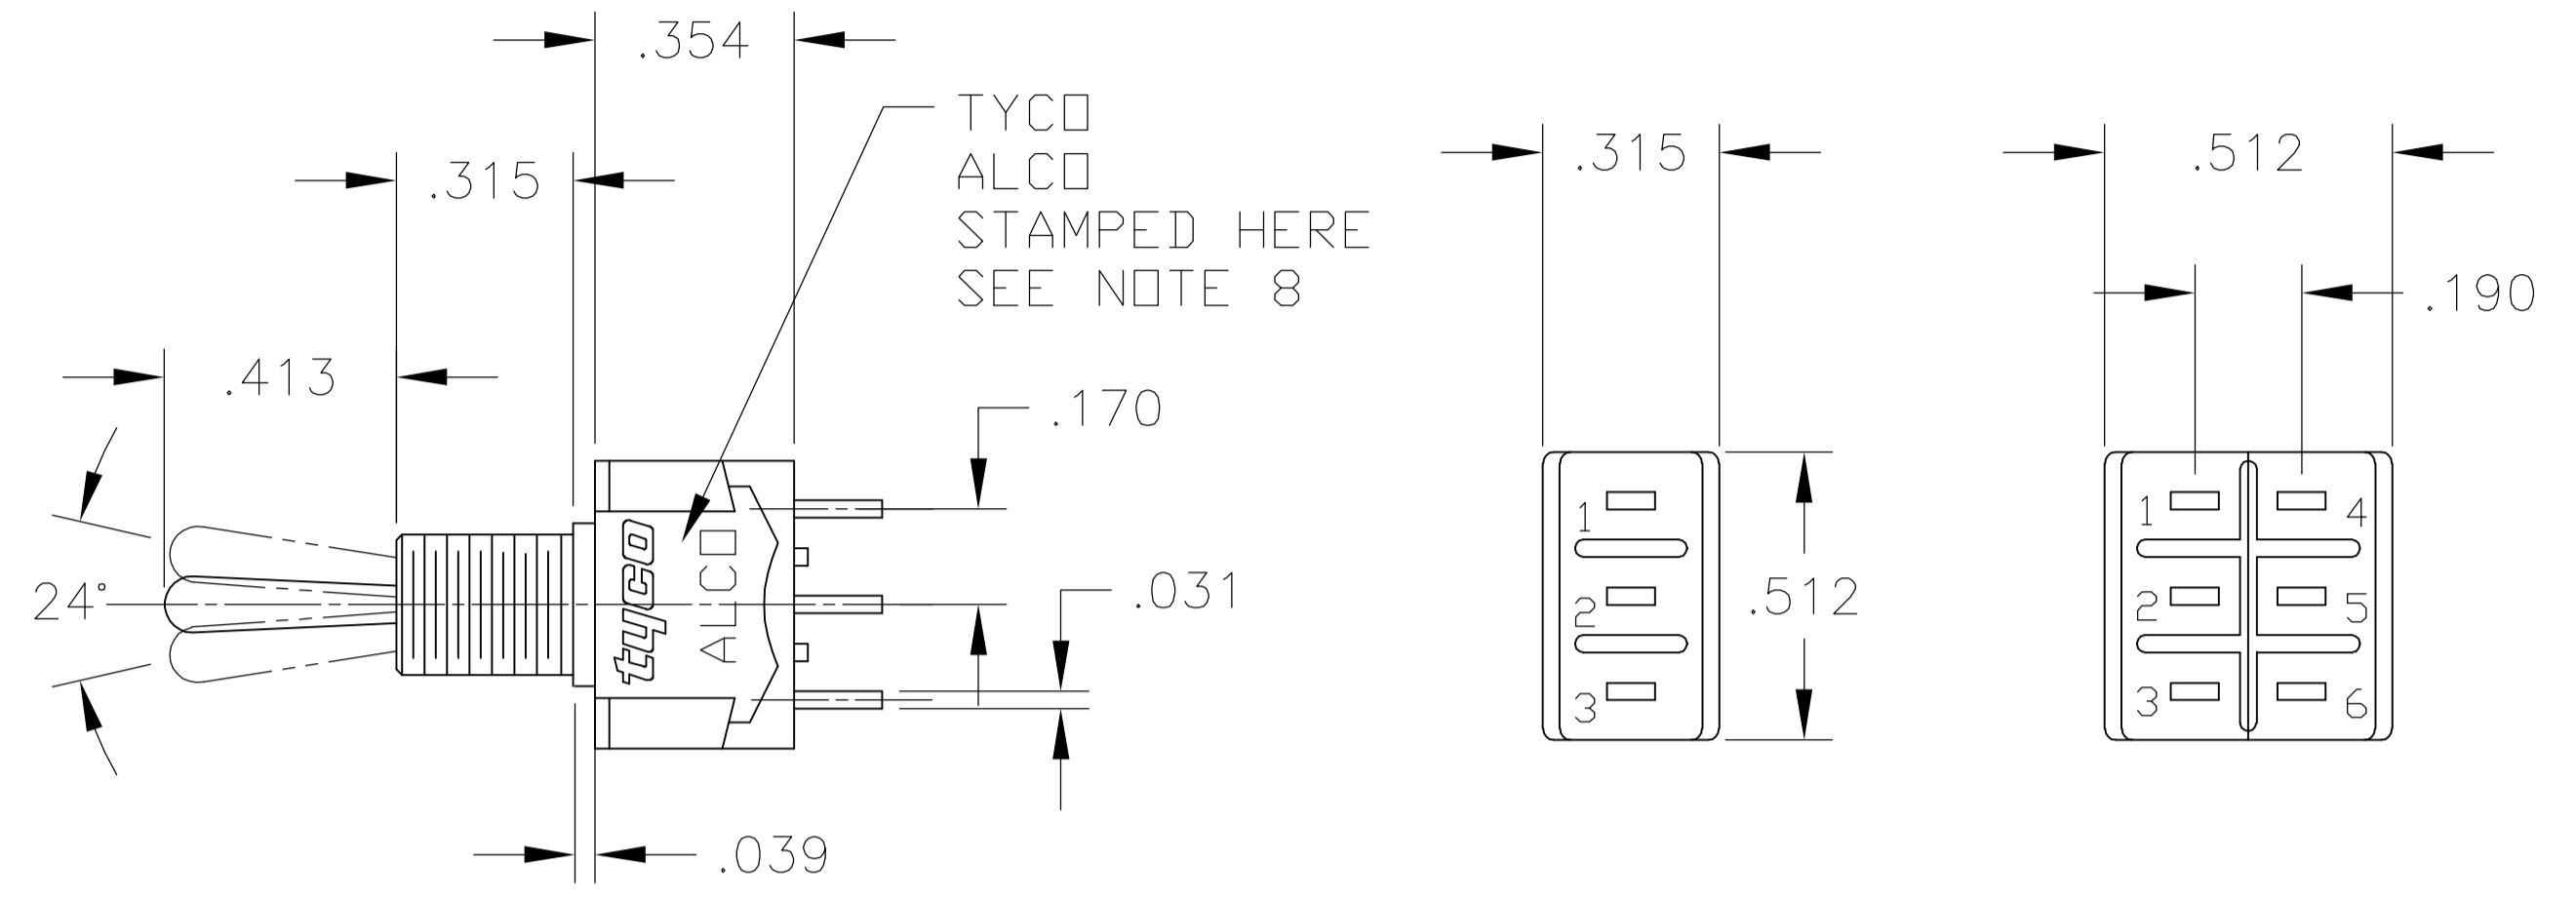 .354
TYCO
ALCO
STAMPED HERE
SEE NOTE 8
.315
.413
.170
24°
tyco
ALCO
.031
.039
.315
1
2
3
.512
.512
.190
1 4
2 5
3 6